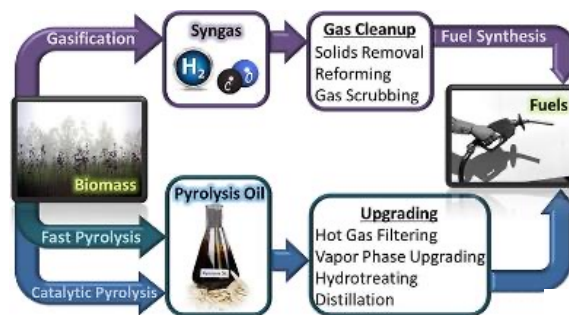 Gasification
Syngas
H2
C O
Gas Cleanup
Solids Removal
Reforming
Gas Scrubbing
Fuel Synthesis
Fuels
Biomass
Fast Pyrolysis
Catalytic Pyrolysis
Pyrolysis Oil
Upgrading
Hot Gas Filtering
Vapor Phase Upgrading
Hydrotreating
Distillation